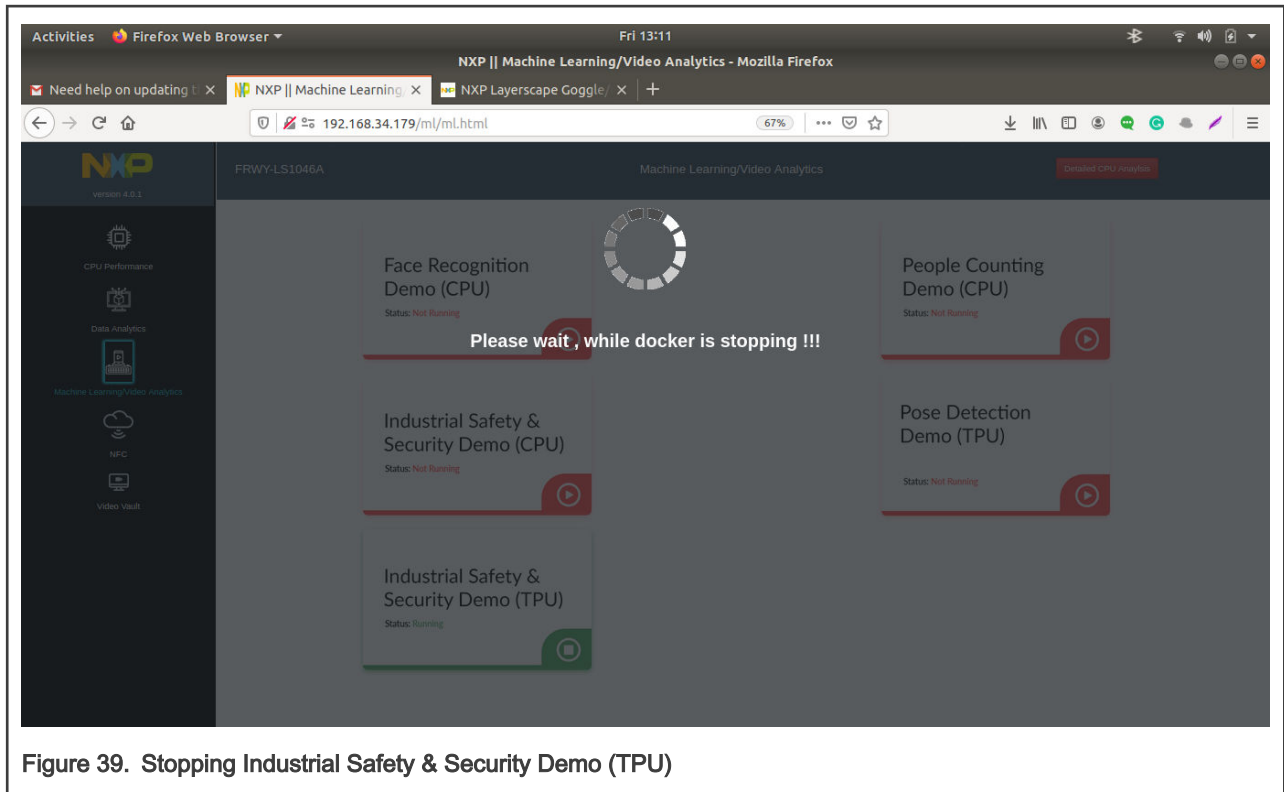 Activities Firefox Web Browser Fri 13:11
NXP || Machine Learning/Video Analytics - Mozilla Firefox
Need help on updating t
NXP || Machine Learning
NXP Layerscape Goggle/
192.168.34.179/ml/ml.html 67%
NXP
version 4.0.1
FRWY-LS1046A
Machine Learning/Video Analytics
Detailed CPU Analytics
CPU Performance
Data Analytics
Machine Learning/Video Analytics
NFC
Video Vault
Face Recognition
Demo (CPU)
Status: Not Running
People Counting
Demo (CPU)
Status: Not Running
Please wait , while docker is stopping !!!
Industrial Safety &
Security Demo (CPU)
Status: Not Running
Pose Detection
Demo (TPU)
Status: Not Running
Industrial Safety &
Security Demo (TPU)
Status: Running
Figure 39. Stopping Industrial Safety & Security Demo (TPU)